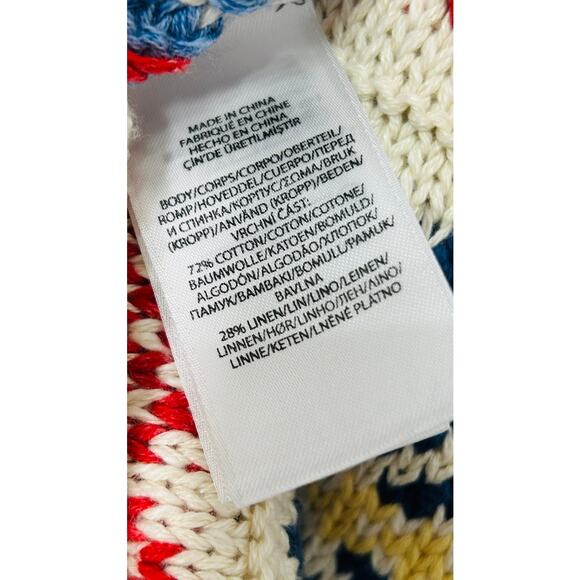 MADE IN CHINA
FABRIQUÉ EN CHINE
HECHO EN CHINA
ÇİN'DE ÜRETİLMİŞTİR
BODY/CORPS/CORPO/OBERTEIL/
ROMP/HOVEDDEL/CUERPO/ПЕРЕД
И СПИНКА/КОРПУС/ΣΩΜΑ/BRUK
(KROPP)/ANVÄND (KROPP)/BEDEN/
VRCHNÍ ČÁST:
72% COTTON/COTON/COTONE/
BAUMWOLLE/KATOEN/BOMULD/
ALGODÓN/ALGODÃO/ХЛОПОК/
ПАМУК/ΒΑΜΒΑΚΙ/BOMULL/PAMUK/
BAVLNA
28% LINEN/LIN/LINO/LEINEN/
LINNEN/HØR/LINHO/ЛЕН/ΛΙΝΟ/
LINNE/KETEN/LNĚNÉ PLÁTNO